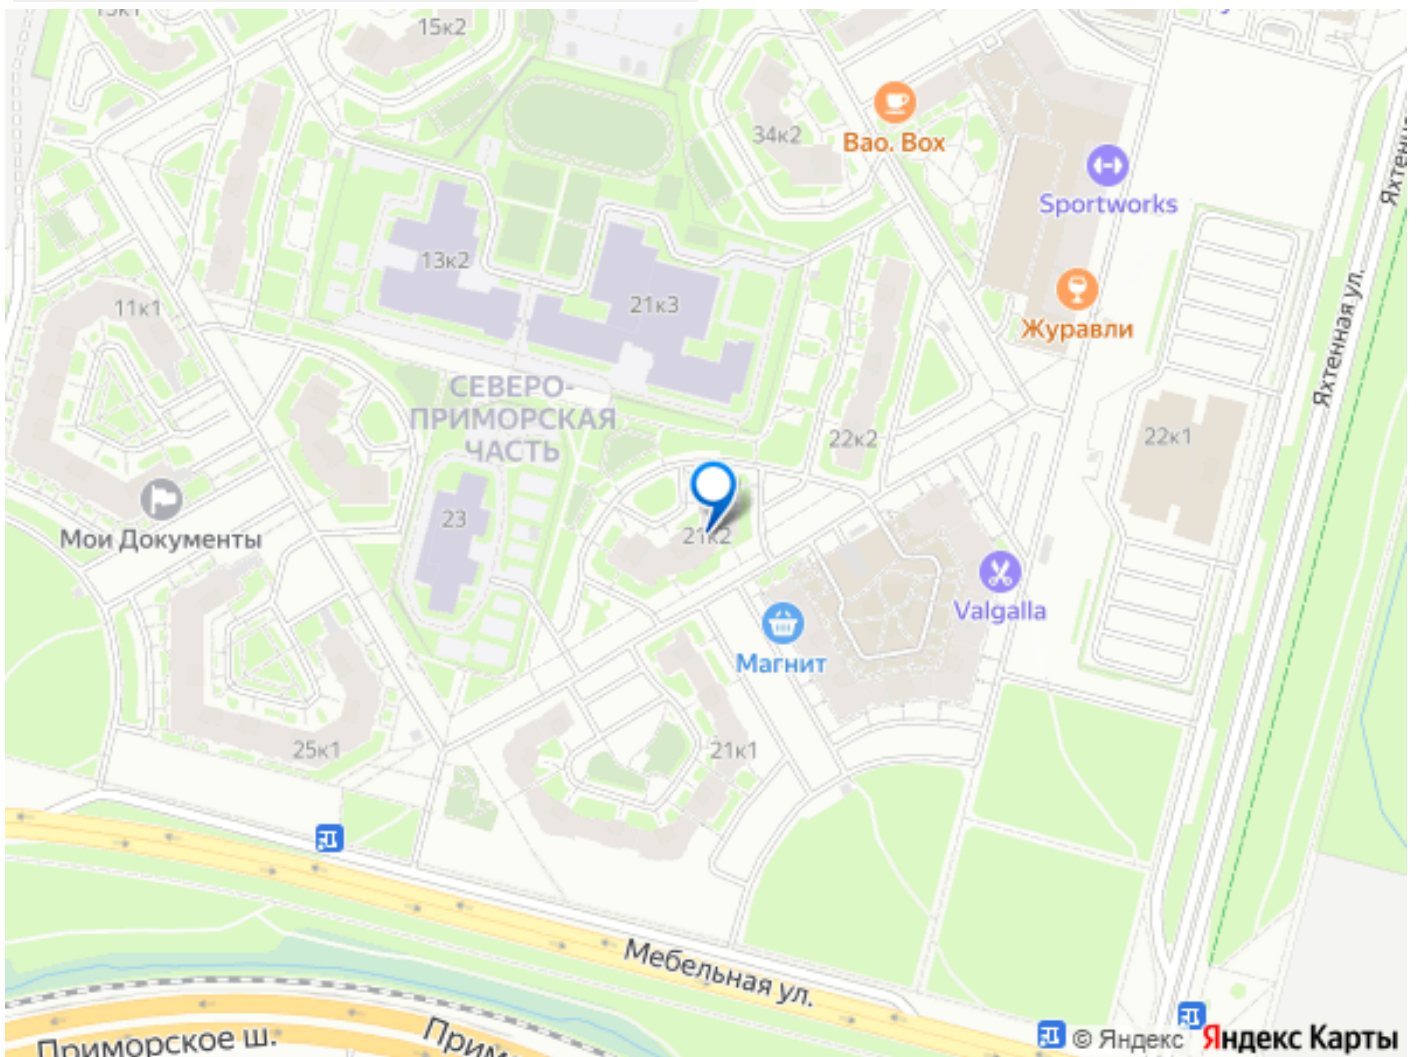 15к2
34к2
Bao. Box
Sportworks
Яхтенная ул.
13к2
21к3
11к1
Журавли
СЕВЕРО-
ПРИМОРСКАЯ
ЧАСТЬ
22к2
22к1
Мои Документы
23
21к2
Valgalla
Магнит
25к1
21к1
Мебельная ул.
Приморское ш.
© Яндекс Яндекс Карты